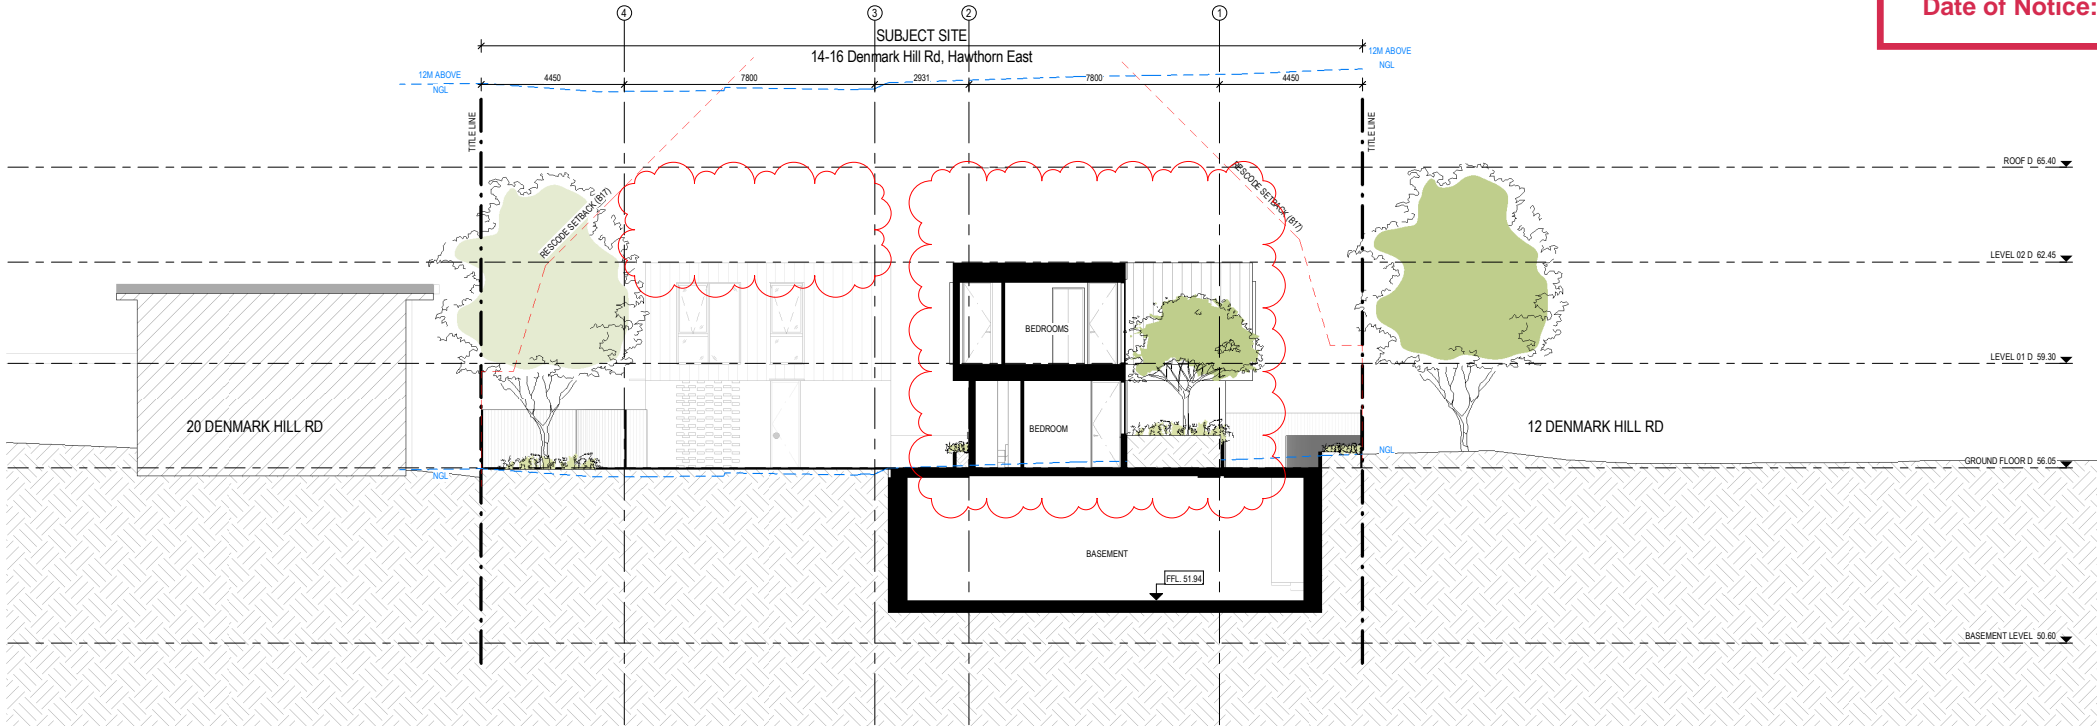 Date of Notice:
4
3
2
1
SUBJECT SITE
14-16 Denmark Hill Rd, Hawthorn East
12M ABOVE
NGL
12M ABOVE
NGL
4450
7800
2931
7800
4450
TITLE LINE
TITLE LINE
ROOF D 65.40
RESCODE SETBACK (B17)
RESCODE SETBACK (B17)
LEVEL 02 D 62.45
BEDROOMS
LEVEL 01 D 59.30
20 DENMARK HILL RD
BEDROOM
12 DENMARK HILL RD
NGL
NGL
GROUND FLOOR D 56.05
BASEMENT
FFL. 51.94
BASEMENT LEVEL 50.60